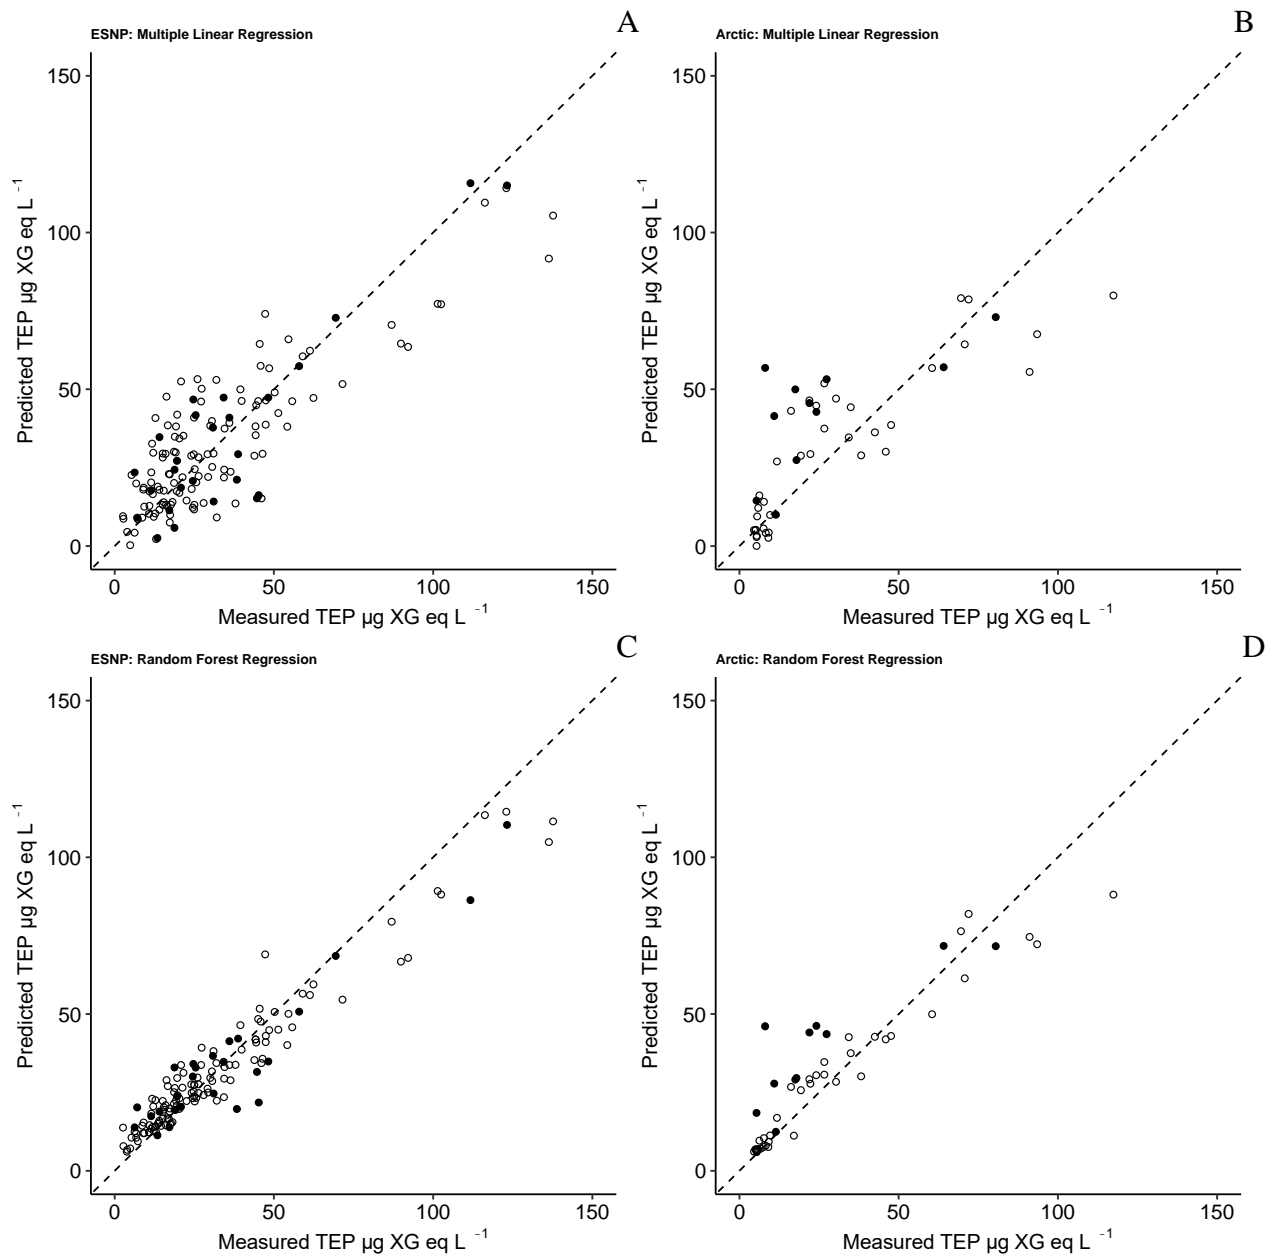 A
ESNP: Multiple Linear Regression
150
100
50
0
Predicted TEP µg XG eq L⁻¹
0 50 100 150
Measured TEP µg XG eq L⁻¹
B
Arctic: Multiple Linear Regression
150
100
50
0
Predicted TEP µg XG eq L⁻¹
0 50 100 150
Measured TEP µg XG eq L⁻¹
C
ESNP: Random Forest Regression
150
100
50
0
Predicted TEP µg XG eq L⁻¹
0 50 100 150
Measured TEP µg XG eq L⁻¹
D
Arctic: Random Forest Regression
150
100
50
0
Predicted TEP µg XG eq L⁻¹
0 50 100 150
Measured TEP µg XG eq L⁻¹